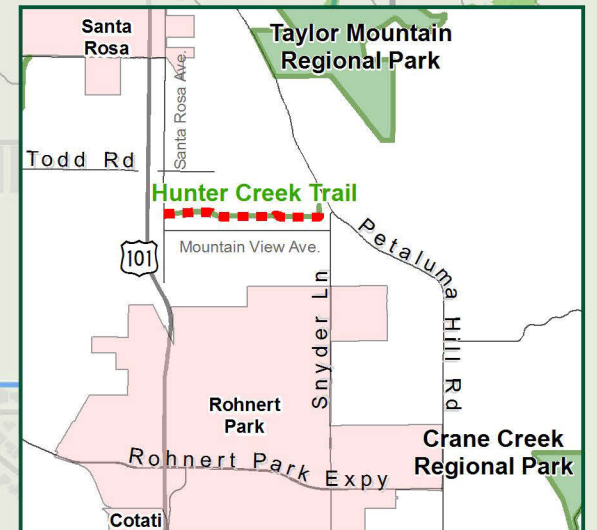 Santa
Rosa
Taylor Mountain
Regional Park
Santa Rosa Ave.
Todd Rd
Hunter Creek Trail
Mountain View Ave.
101
Petaluma Hill Rd
Snyder Ln
Rohnert
Park
Crane Creek
Regional Park
Rohnert Park Expy
Cotati